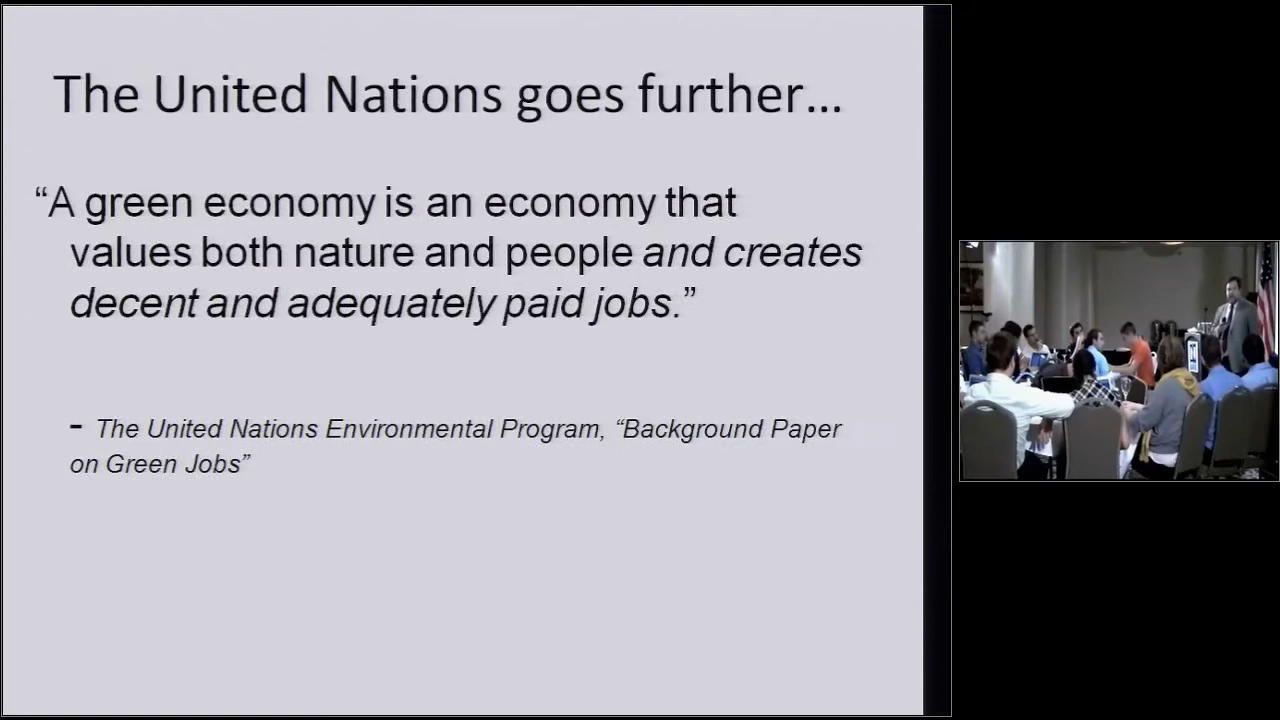 The United Nations goes further…
“A green economy is an economy that
values both nature and people and creates
decent and adequately paid jobs.”
- The United Nations Environmental Program, “Background Paper
on Green Jobs”